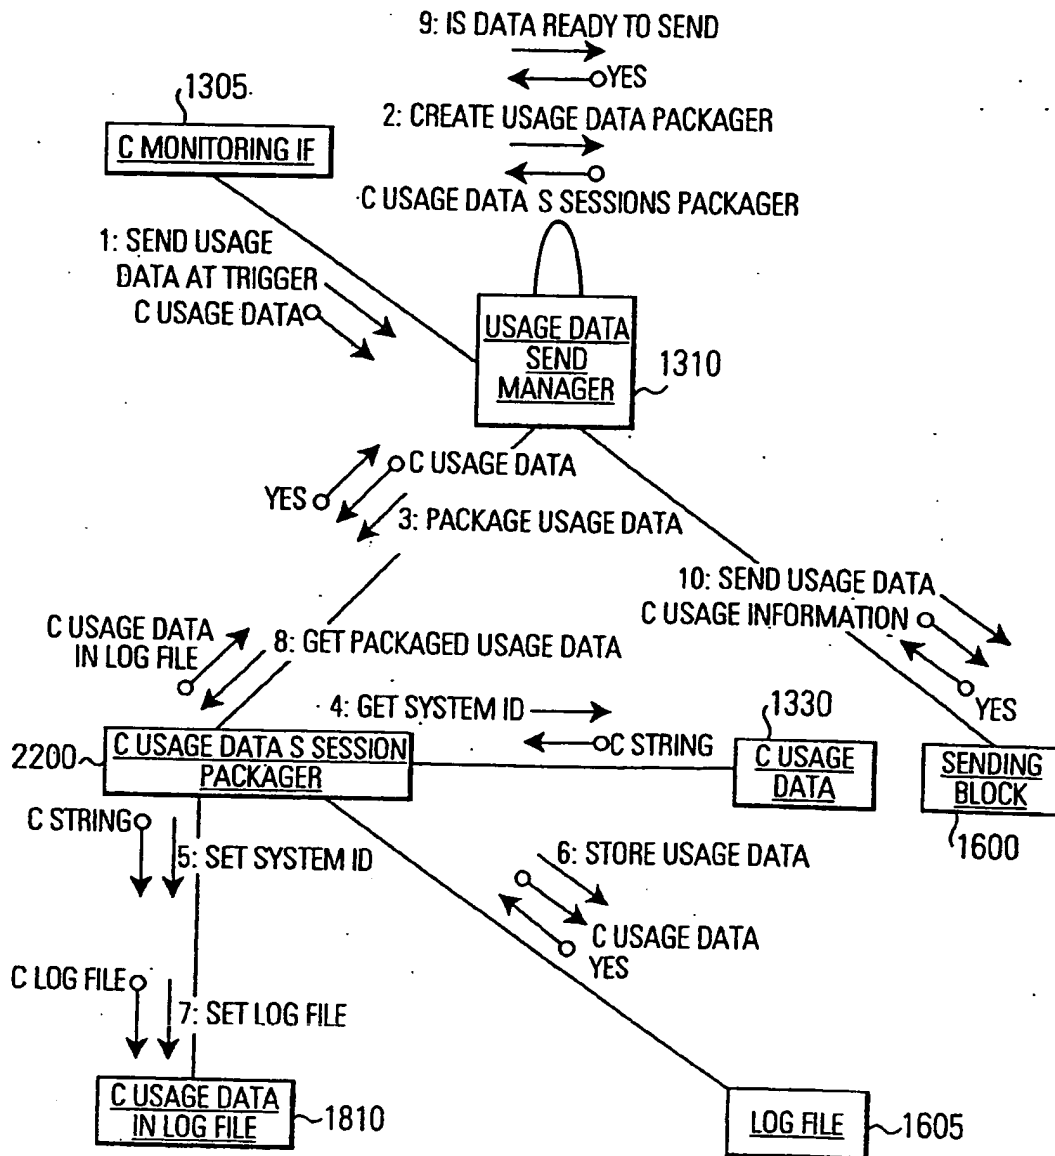 9: IS DATA READY TO SEND
YES
1305
2: CREATE USAGE DATA PACKAGER
C MONITORING IF
C USAGE DATA S SESSIONS PACKAGER
1: SEND USAGE
DATA AT TRIGGER
C USAGE DATA
USAGE DATA
SEND
MANAGER
1310
C USAGE DATA
YES
3: PACKAGE USAGE DATA
10: SEND USAGE DATA
C USAGE INFORMATION
YES
C USAGE DATA
IN LOG FILE
8: GET PACKAGED USAGE DATA
4: GET SYSTEM ID
C STRING
1330
2200
C USAGE DATA S SESSION
PACKAGER
C USAGE
DATA
SENDING
BLOCK
1600
C STRING
5: SET SYSTEM ID
6: STORE USAGE DATA
C USAGE DATA
YES
C LOG FILE
7: SET LOG FILE
C USAGE DATA
IN LOG FILE
1810
LOG FILE
1605